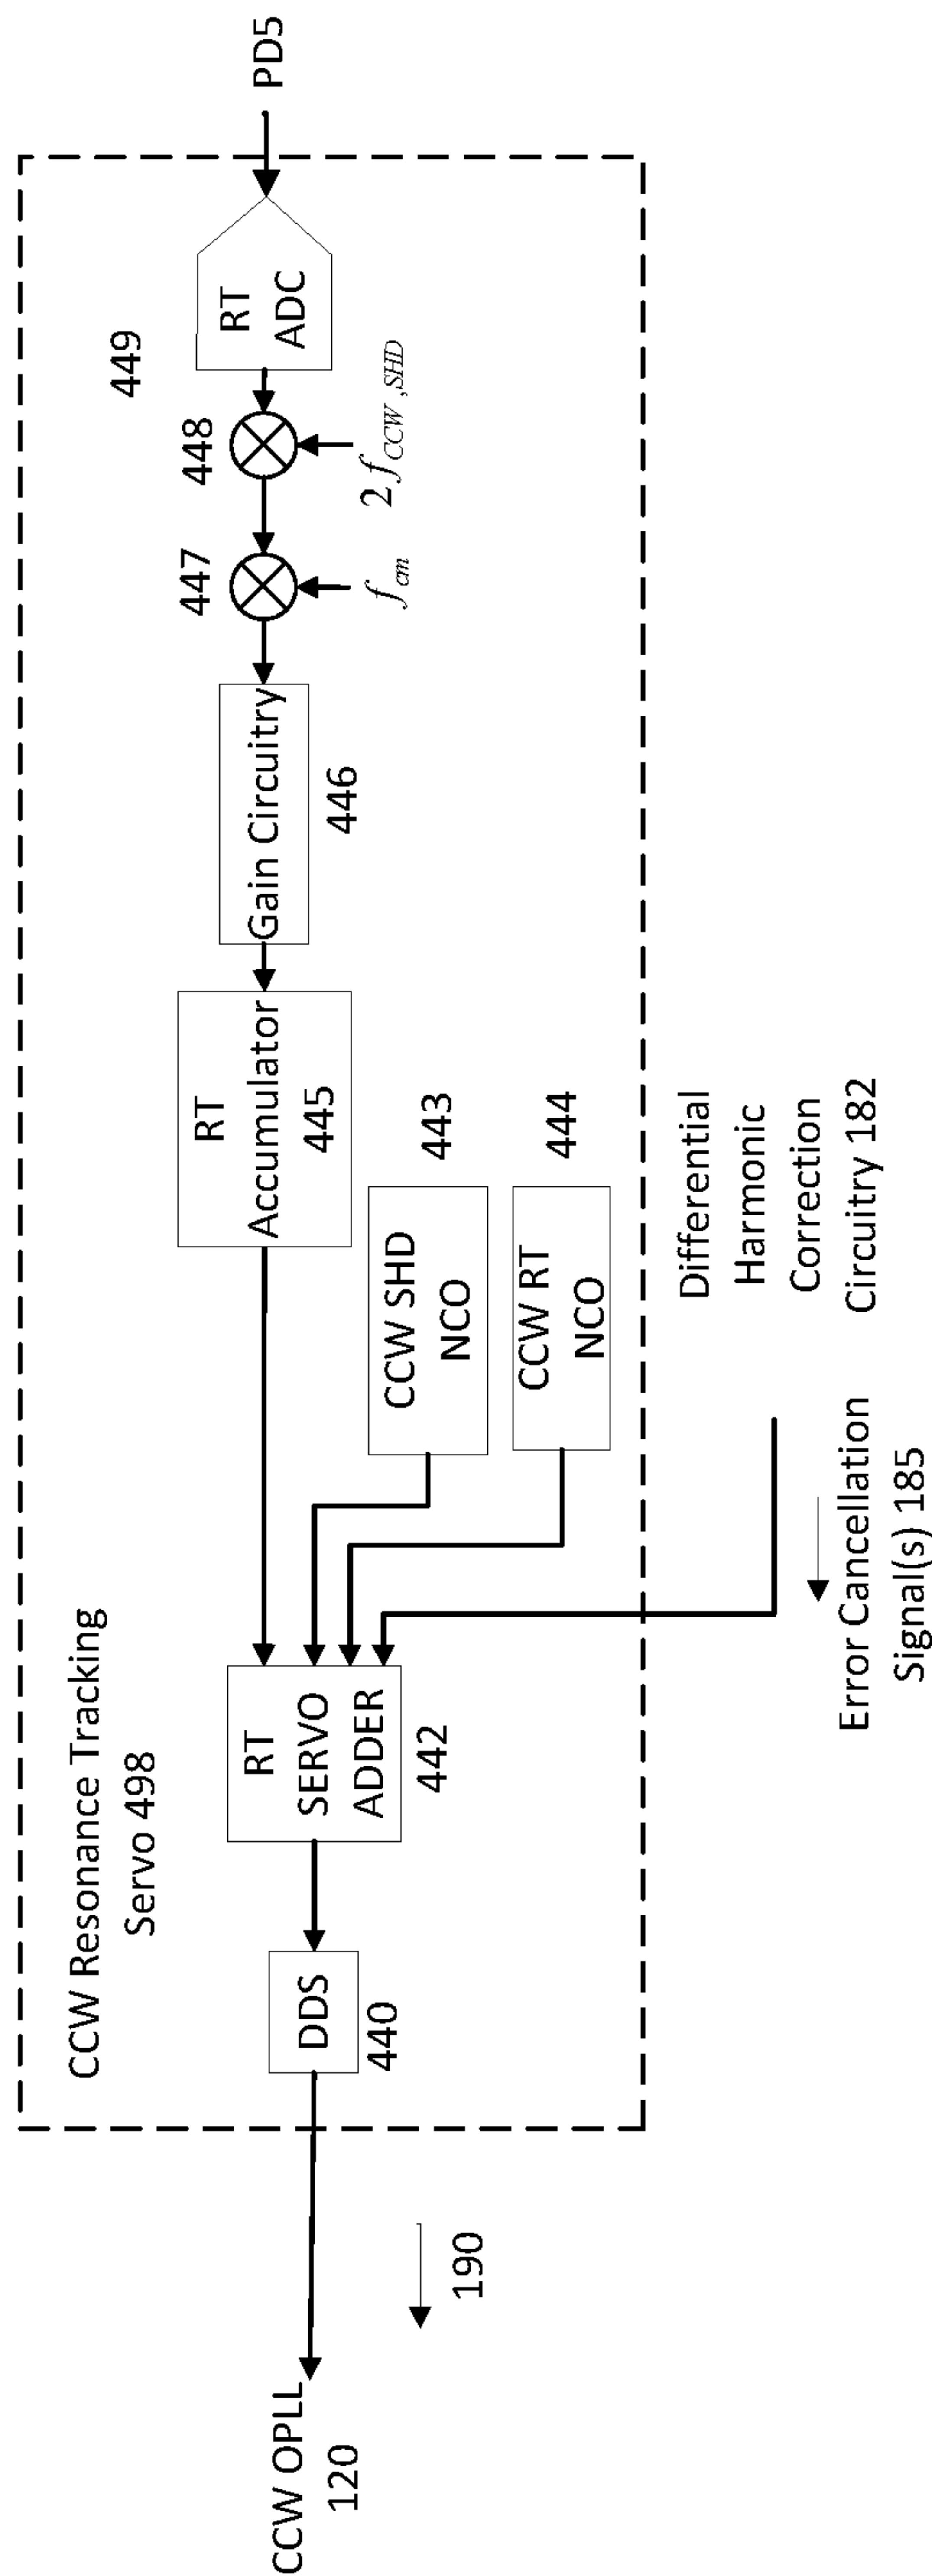 CCW Resonance Tracking
Servo 498
CCW OPLL
120
190
DDS
440
RT
SERVO
ADDER
442
RT
Accumulator
445
CCW SHD
NCO
443
CCW RT
NCO
444
Gain Circuitry
446
447
f_cm
448
2 f_CCW,SHD
449
RT
ADC
PD5
Error Cancellation
Signal(s) 185
Differential
Harmonic
Correction
Circuitry 182